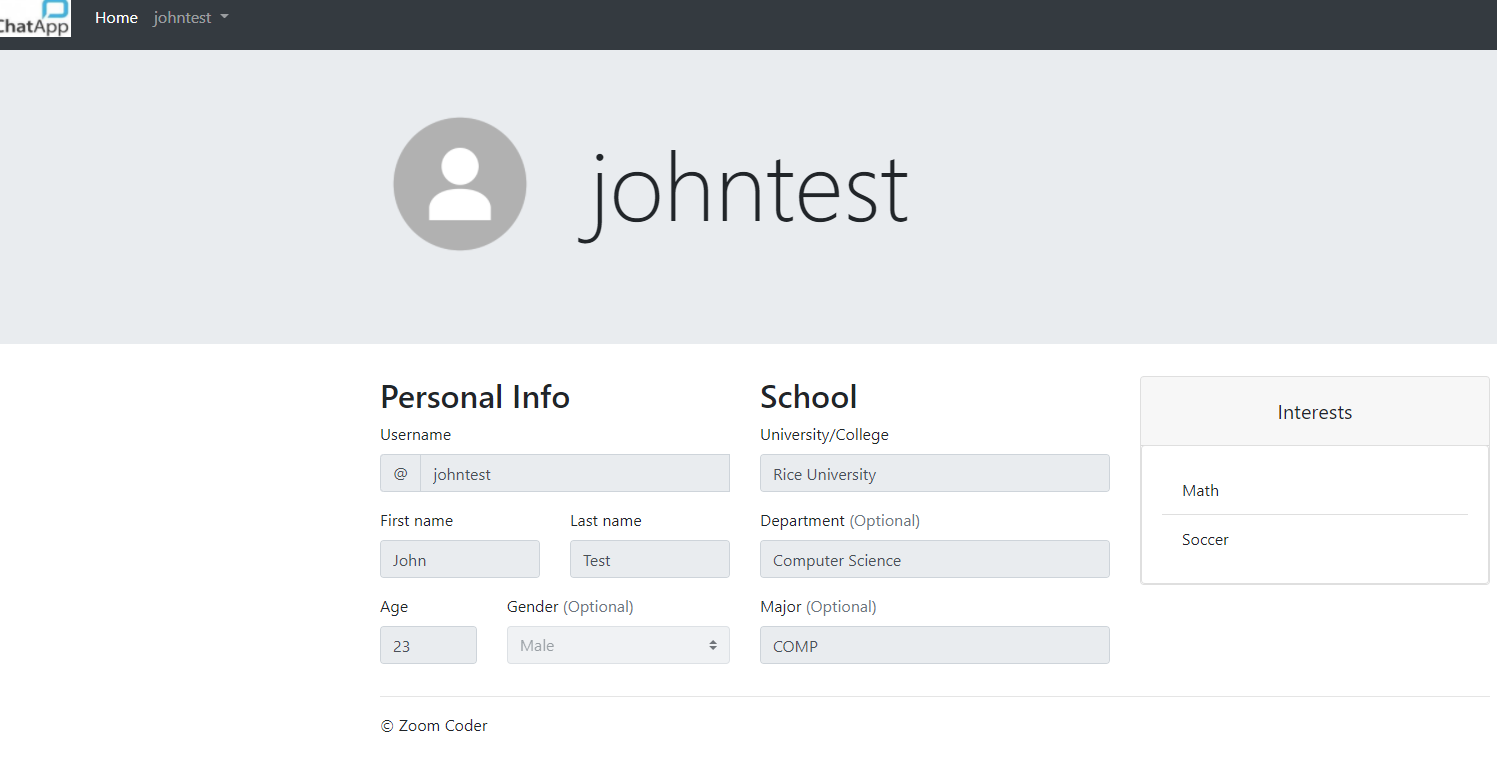 ChatApp
Home johntest
johntest
Personal Info
Username
@ johntest
First name Last name
John Test
Age Gender (Optional)
23 Male
School
University/College
Rice University
Department (Optional)
Computer Science
Major (Optional)
COMP
Interests
Math
Soccer
© Zoom Coder